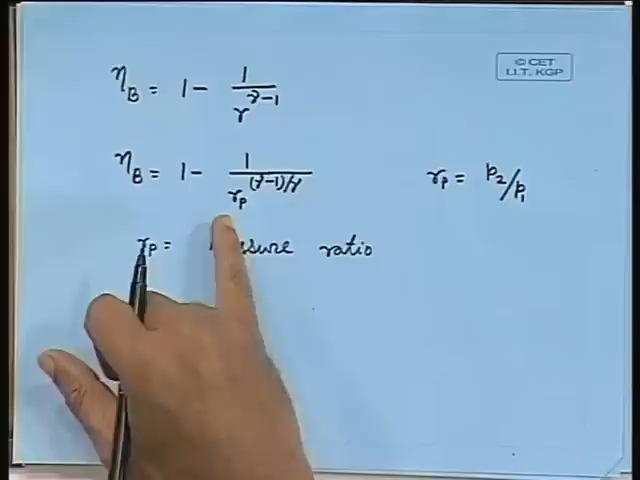 η_B = 1 - 1/r^(γ-1)
© CET
I.I.T. KGP
η_B = 1 - 1/r_p^((γ-1)/γ)
r_p = p_2/p_1
r_p = ratio